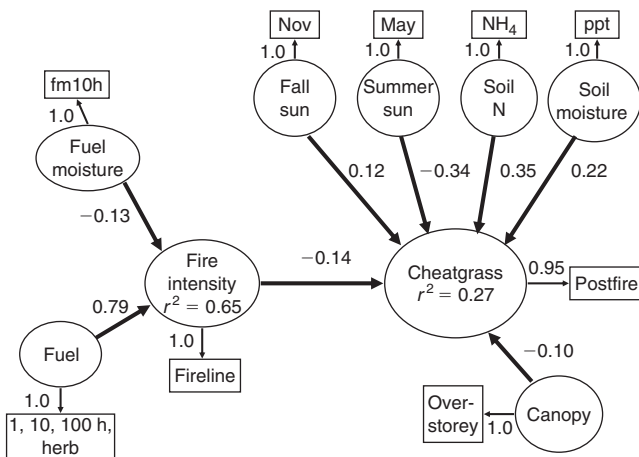 Nov
May
NH₄
ppt
1.0
1.0
1.0
1.0
Fall
sun
Summer
sun
Soil
N
Soil
moisture
fm10h
1.0
Fuel
moisture
0.12
−0.34
0.35
0.22
−0.13
Fire
intensity
r² = 0.65
−0.14
Cheatgrass
r² = 0.27
0.95
Postfire
0.79
Fuel
1.0
Fireline
1.0
1, 10, 100 h,
herb
−0.10
Over-
storey
1.0
Canopy